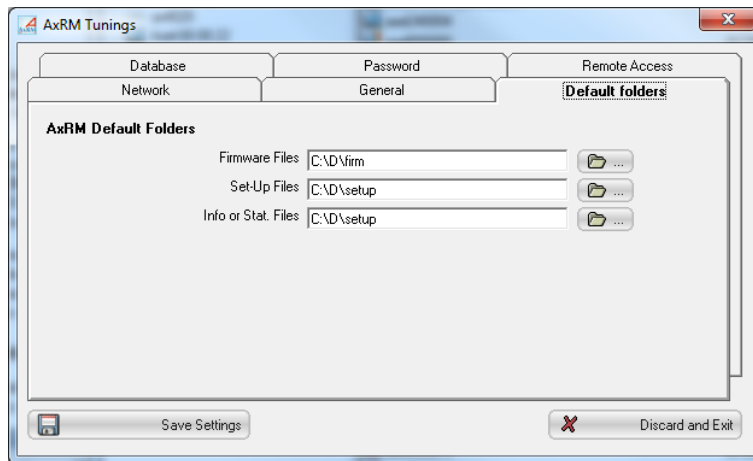 AxRM Tunings
Database Password Remote Access
Network General Default folders
AxRM Default Folders
Firmware Files C:\D\firm ...
Set-Up Files C:\D\setup ...
Info or Stat. Files C:\D\setup ...
Save Settings Discard and Exit